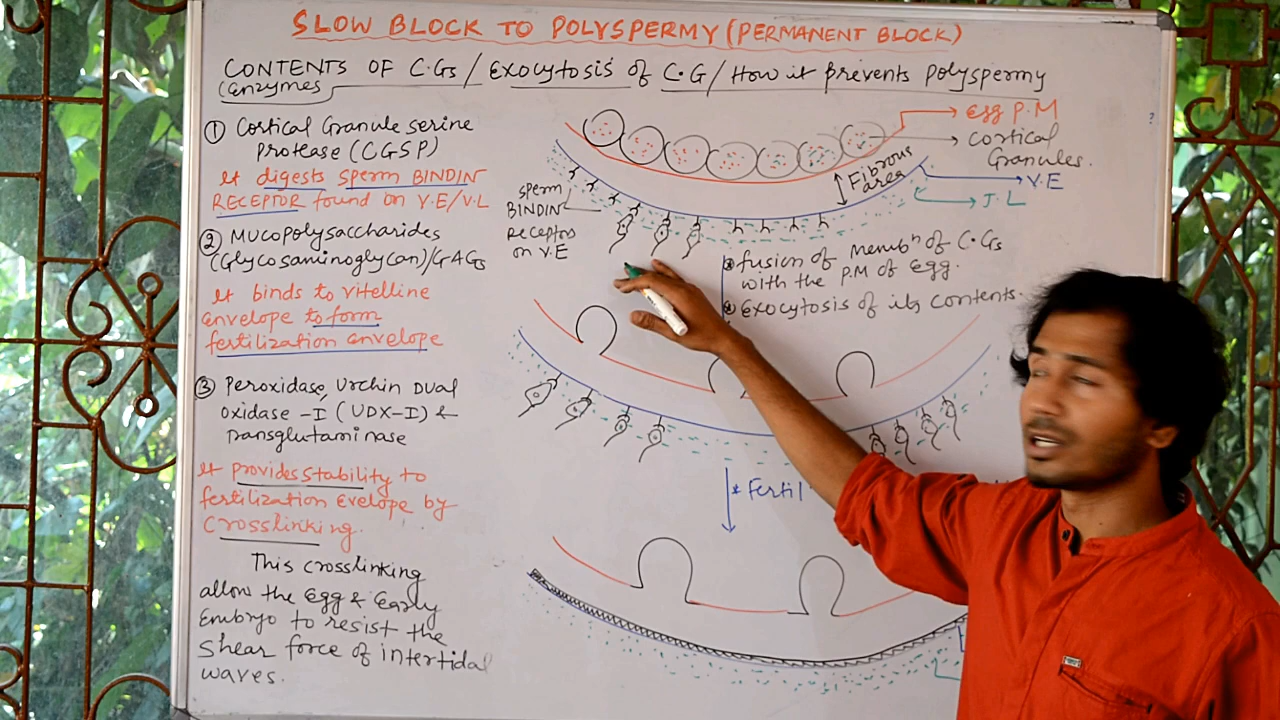 SLOW BLOCK TO POLYSPERMY (PERMANENT BLOCK)
CONTENTS OF C.Gs / Exocytosis of C.G / How it prevents polyspermy
(Enzymes
① Cortical Granule serine
protease (CGSP)
It digests sperm BINDIN
RECEPTOR found on V.E/V.L
② Mucopolysaccharides
(Glycosaminoglycan)/GAGs
It binds to vitelline
envelope to form
fertilization envelope
③ Peroxidase, Urchin Dual
Oxidase -I (UDX-I) &
Transglutaminase
It provides stability to
fertilization Evelope by
Crosslinking.
This crosslinking
allow the Egg & Early
Embryo to resist the
Shear force of intertidal
waves.
Egg P.M
Cortical
Granules.
Fibrous
area
V.E
J.L
sperm
BINDIN
Receptor
on V.E
* fusion of membⁿ of C.Gs
with the P.M of Egg.
* Exocytosis of its contents.
* Fertil